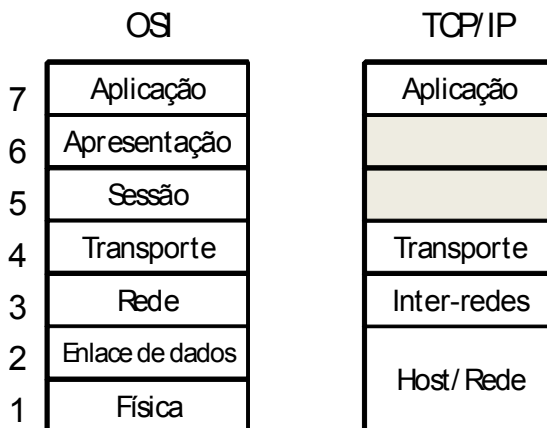 OSI TCP/IP
7 Aplicação Aplicação
6 Apresentação
5 Sessão
4 Transporte Transporte
3 Rede Inter-redes
2 Enlace de dados
Host/Rede
1 Física